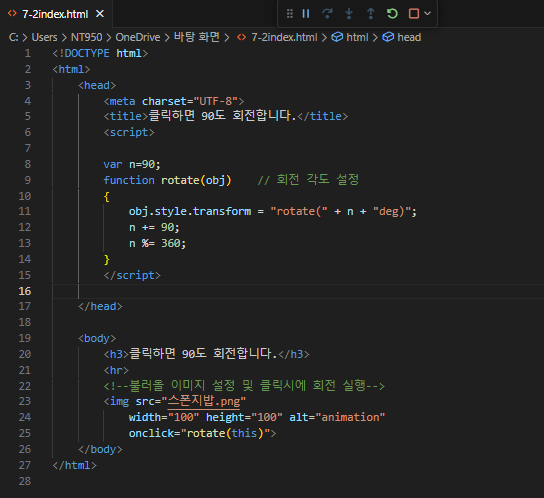 7-2index.html
C: > Users > NT950 > OneDrive > 바탕 화면 > 7-2index.html > html > head
1 <!DOCTYPE html>
2 <html>
3 <head>
4 <meta charset="UTF-8">
5 <title>클릭하면 90도 회전합니다.</title>
6 <script>
7
8 var n=90;
9 function rotate(obj) // 회전 각도 설정
10 {
11 obj.style.transform = "rotate(" + n + "deg)";
12 n += 90;
13 n %= 360;
14 }
15 </script>
16
17 </head>
18
19 <body>
20 <h3>클릭하면 90도 회전합니다.</h3>
21 <hr>
22 <!--불러올 이미지 설정 및 클릭시에 회전 실행-->
23 <img src="스폰지밥.png"
24 width="100" height="100" alt="animation"
25 onclick="rotate(this)">
26 </body>
27 </html>
28